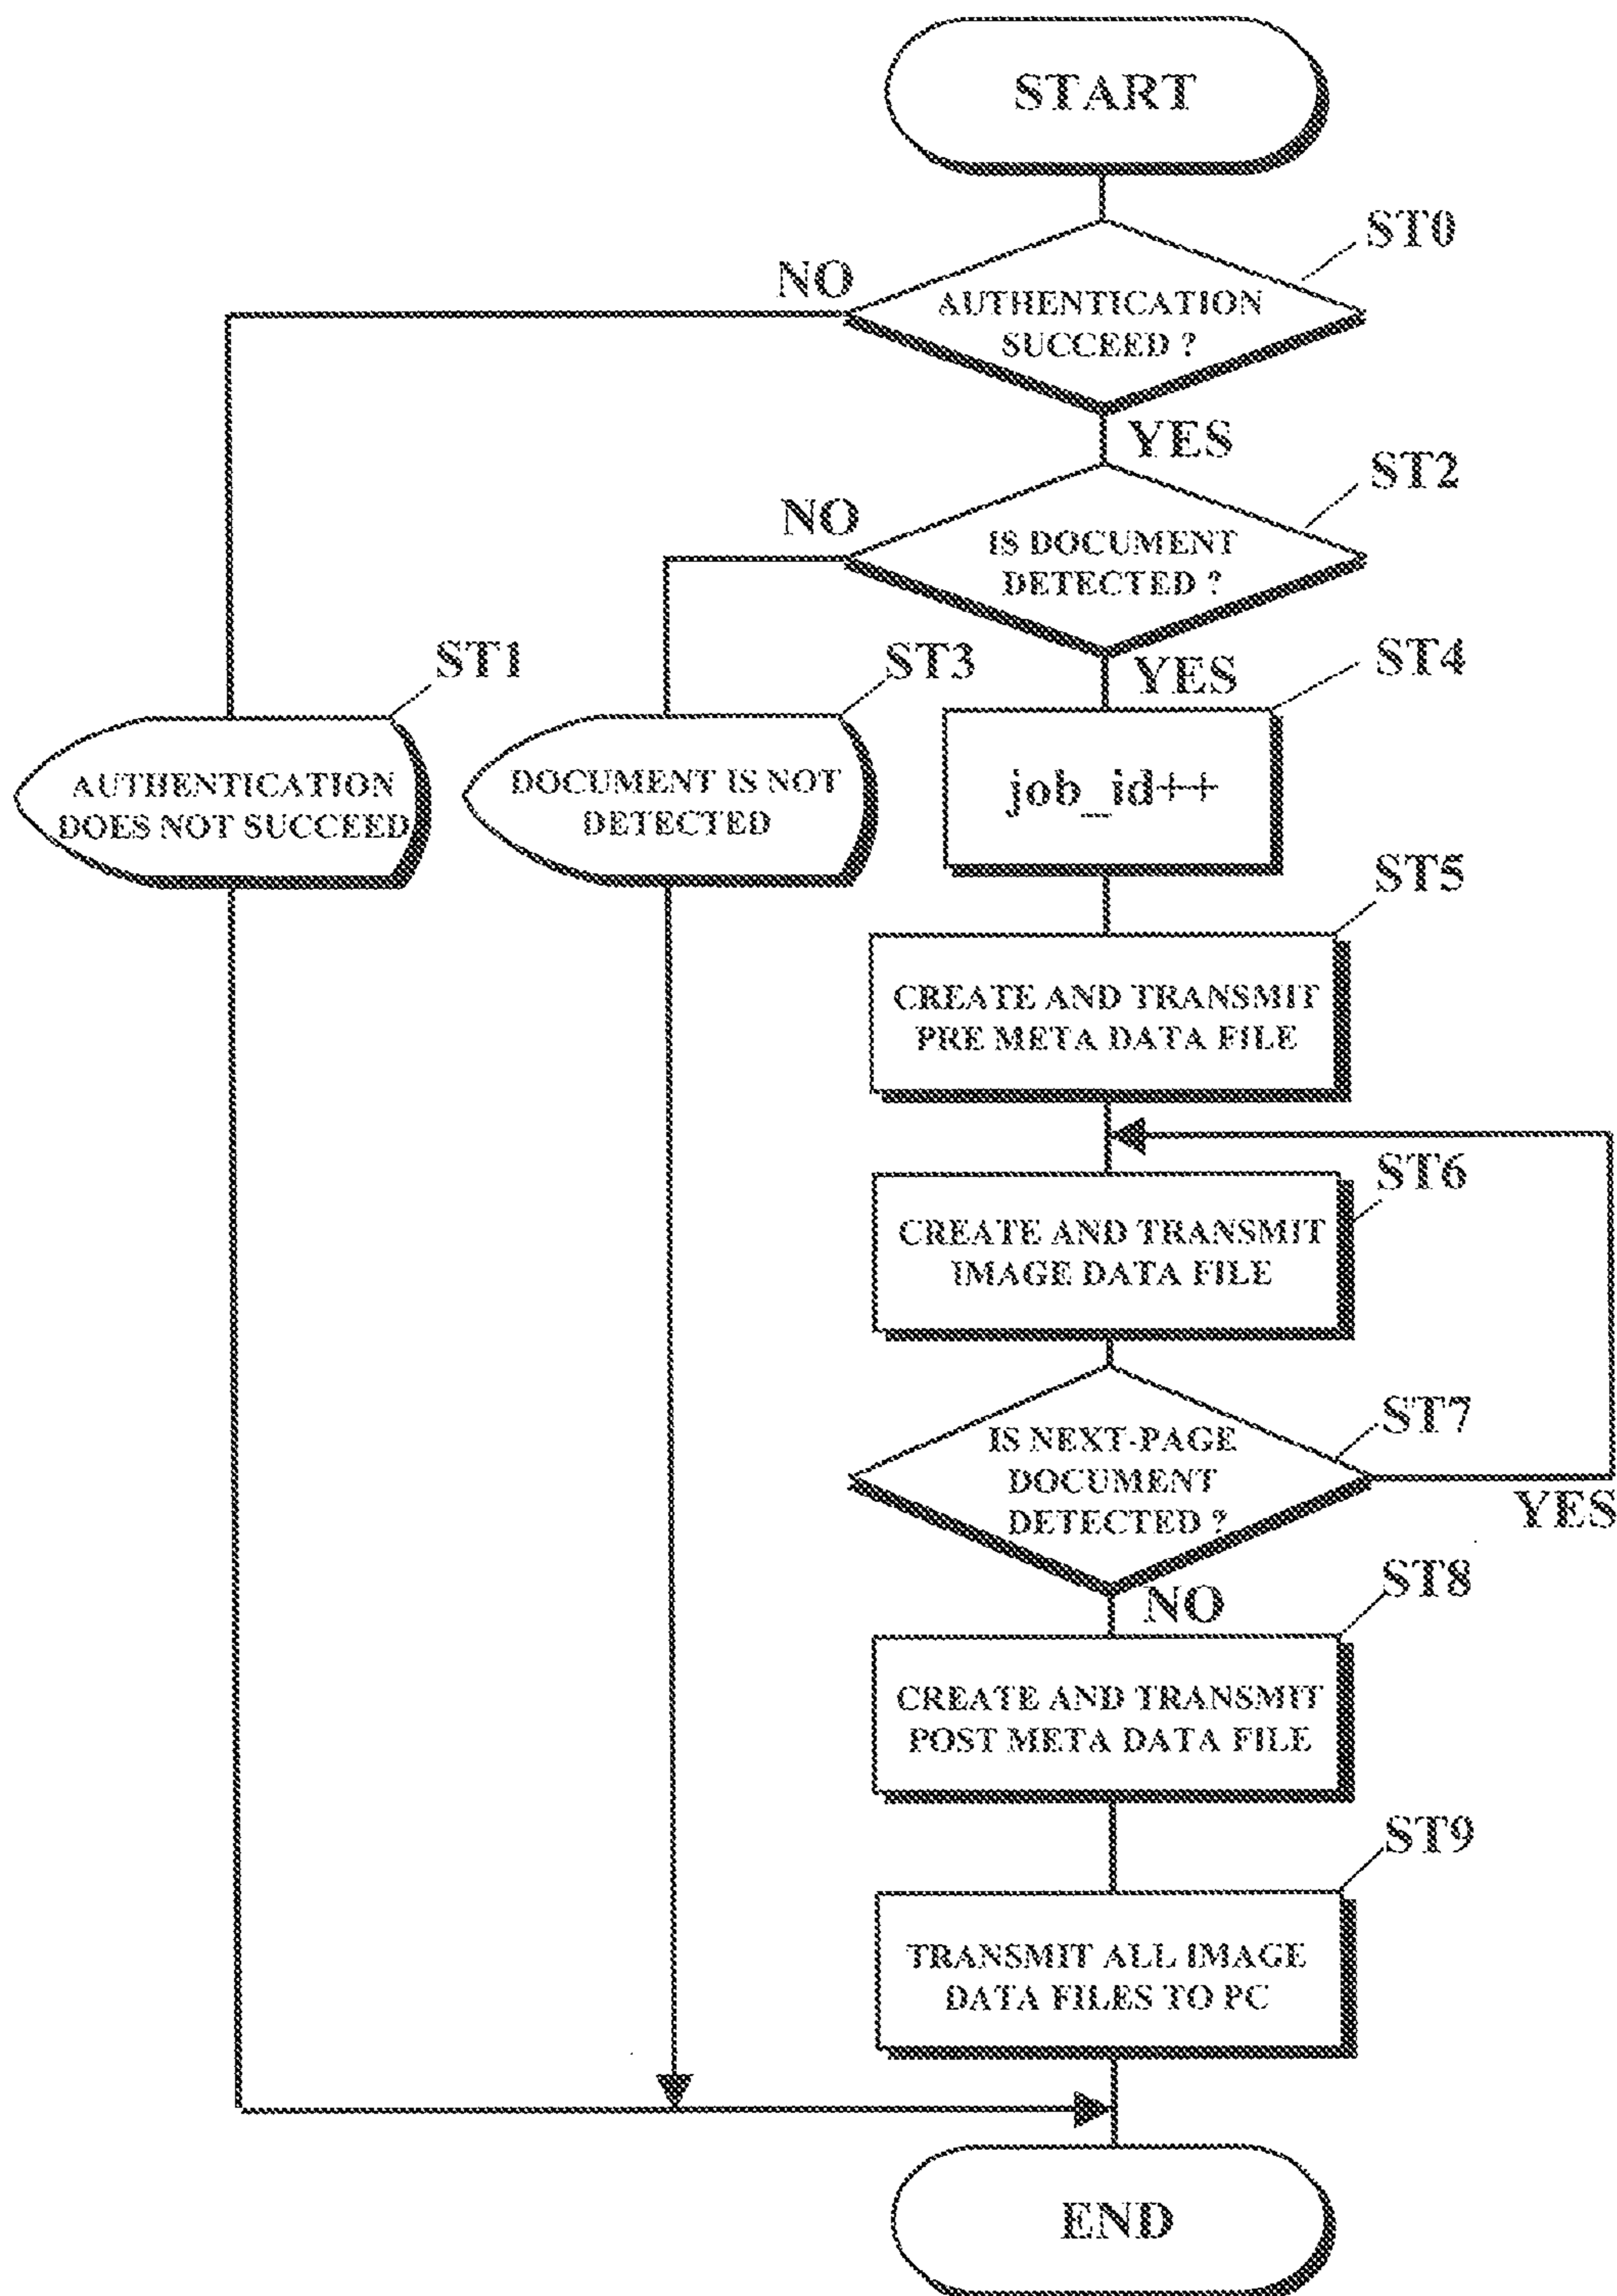 START
ST0
NO
AUTHENTICATION
SUCCEED ?
YES
ST2
NO
IS DOCUMENT
DETECTED ?
YES
ST1
ST3
ST4
AUTHENTICATION
DOES NOT SUCCEED
DOCUMENT IS NOT
DETECTED
job_id++
ST5
CREATE AND TRANSMIT
PRE META DATA FILE
ST6
CREATE AND TRANSMIT
IMAGE DATA FILE
ST7
IS NEXT-PAGE
DOCUMENT
DETECTED ?
YES
NO
ST8
CREATE AND TRANSMIT
POST META DATA FILE
ST9
TRANSMIT ALL IMAGE
DATA FILES TO PC
END